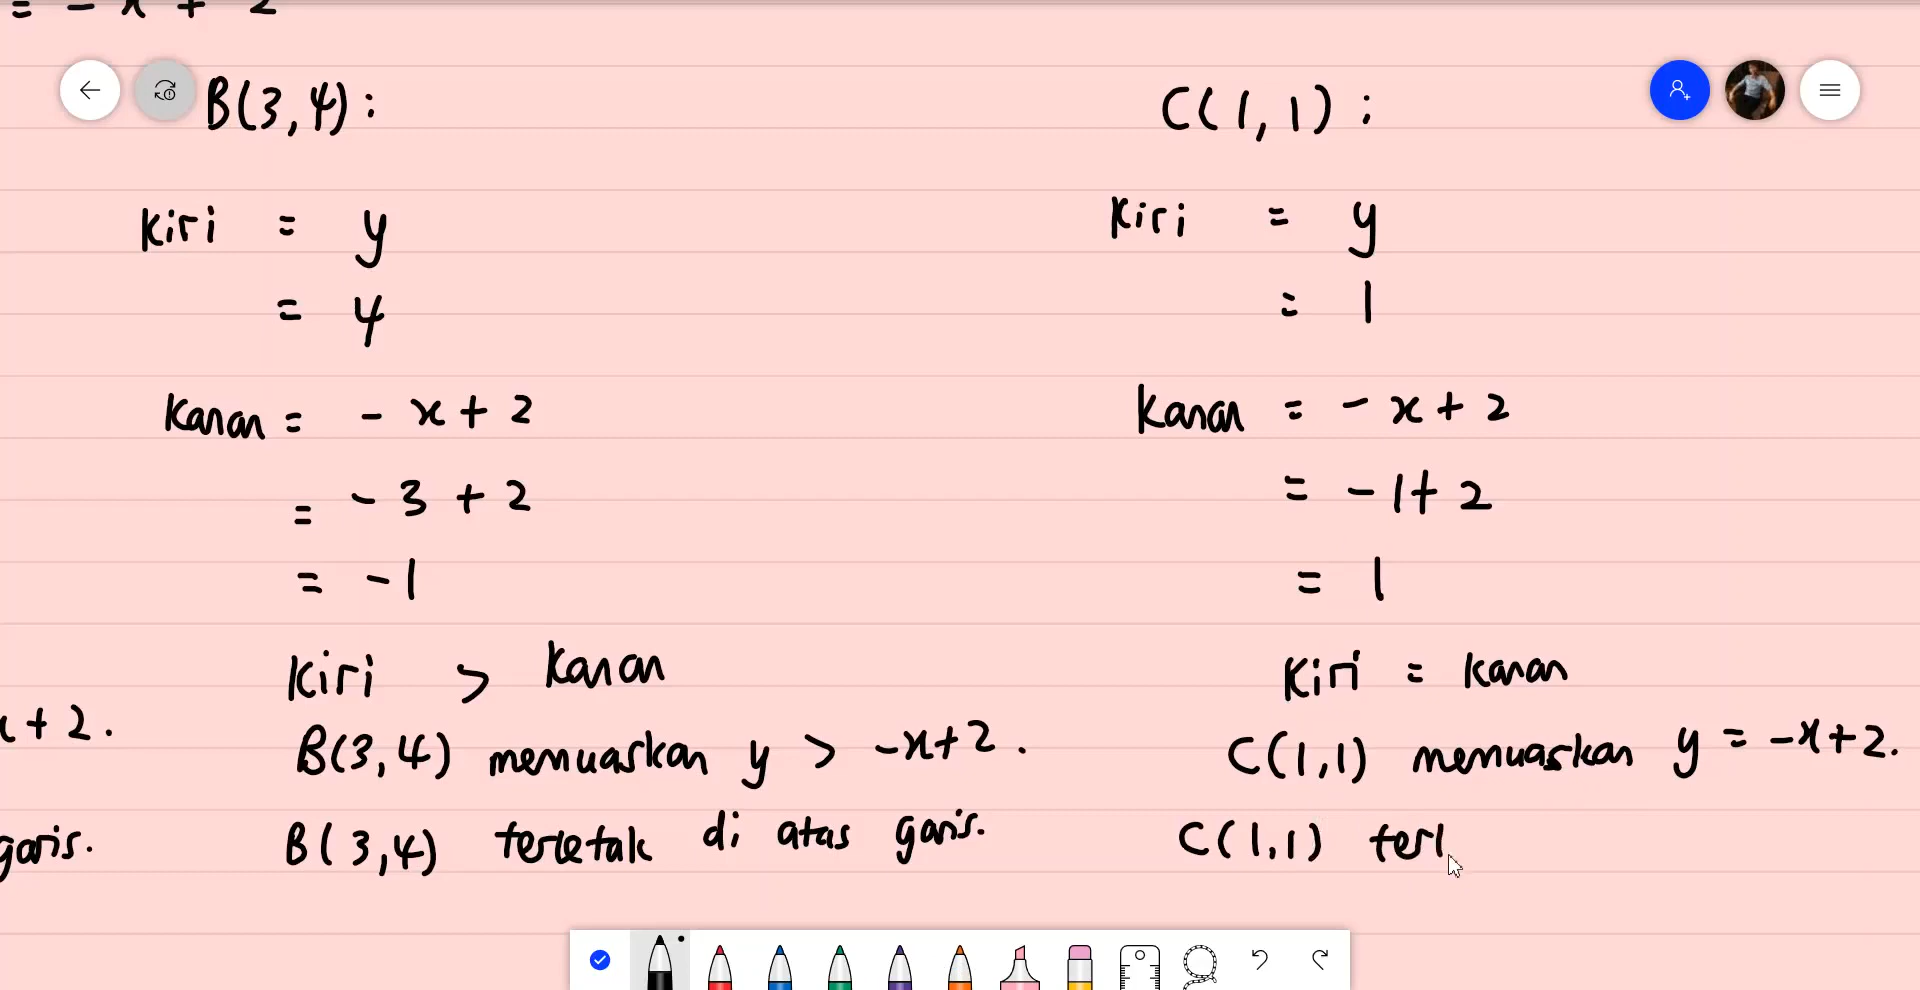 = - x + 2
B(3,4):
kiri = y
= 4
kanan = - x + 2
= - 3 + 2
= - 1
kiri > kanan
x + 2.
B(3,4) memuaskan y > -x+2.
garis.
B(3,4) terletak di atas garis.
C(1,1):
kiri = y
= 1
kanan = - x + 2
= - 1 + 2
= 1
kiri = kanan
C(1,1) memuaskan y = -x+2.
C(1,1) terl